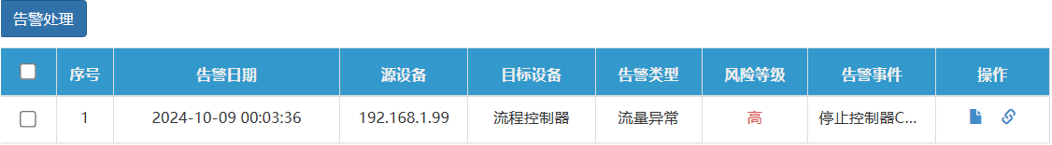 告警处理
序号 告警日期 源设备 目标设备 告警类型 风险等级 告警事件 操作
1 2024-10-09 00:03:36 192.168.1.99 流程控制器 流量异常 高 停止控制器C...